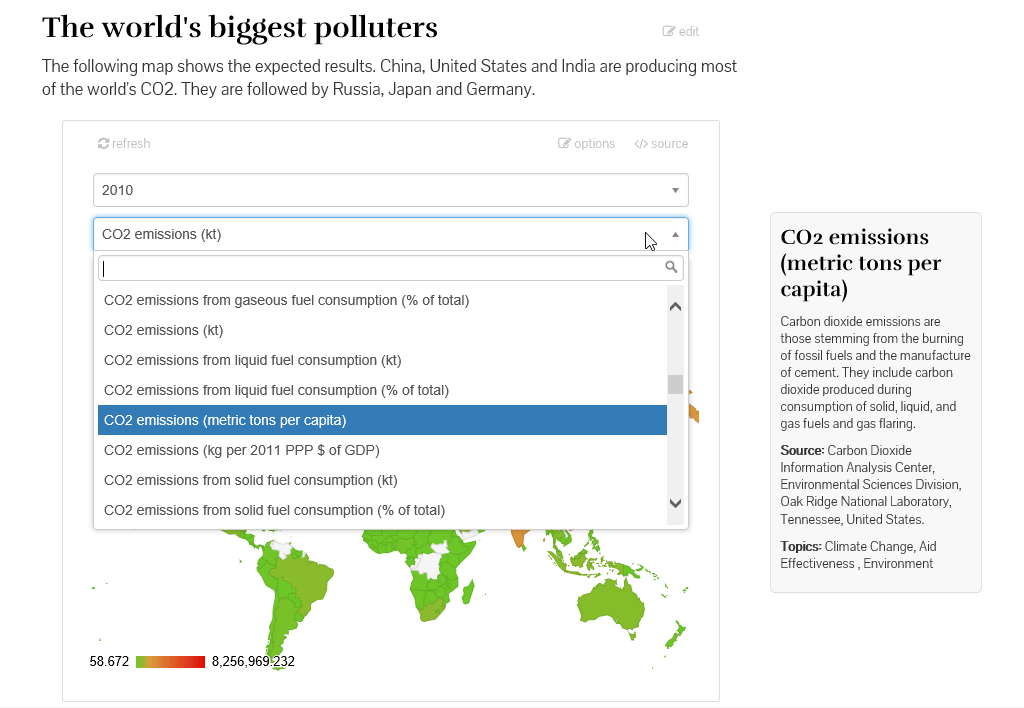 The world's biggest polluters
edit
The following map shows the expected results. China, United States and India are producing most
of the world's CO2. They are followed by Russia, Japan and Germany.
refresh
options
</> source
2010
CO2 emissions (kt)
CO2 emissions from gaseous fuel consumption (% of total)
CO2 emissions (kt)
CO2 emissions from liquid fuel consumption (kt)
CO2 emissions from liquid fuel consumption (% of total)
CO2 emissions (metric tons per capita)
CO2 emissions (kg per 2011 PPP $ of GDP)
CO2 emissions from solid fuel consumption (kt)
CO2 emissions from solid fuel consumption (% of total)
58.672
8,256,969.232
CO2 emissions
(metric tons per
capita)
Carbon dioxide emissions are
those stemming from the burning
of fossil fuels and the manufacture
of cement. They include carbon
dioxide produced during
consumption of solid, liquid, and
gas fuels and gas flaring.
Source: Carbon Dioxide
Information Analysis Center,
Environmental Sciences Division,
Oak Ridge National Laboratory,
Tennessee, United States.
Topics: Climate Change, Aid
Effectiveness , Environment